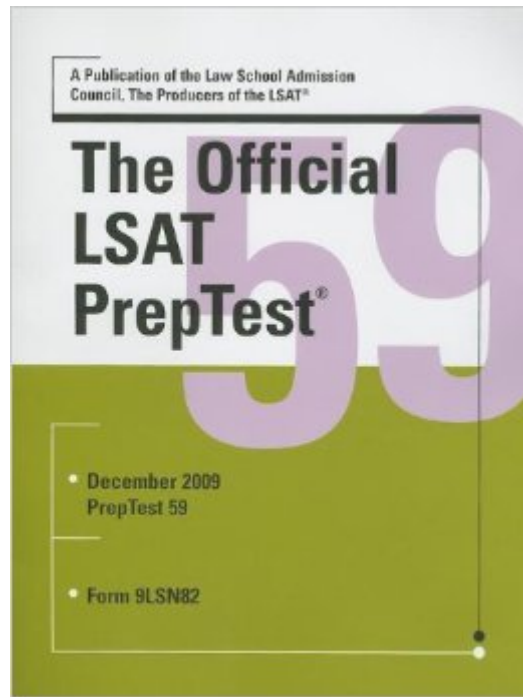 A Publication of the Law School Admission
Council, The Producers of the LSAT®
59
The Official
LSAT
PrepTest®
• December 2009
PrepTest 59
• Form 9LSN82